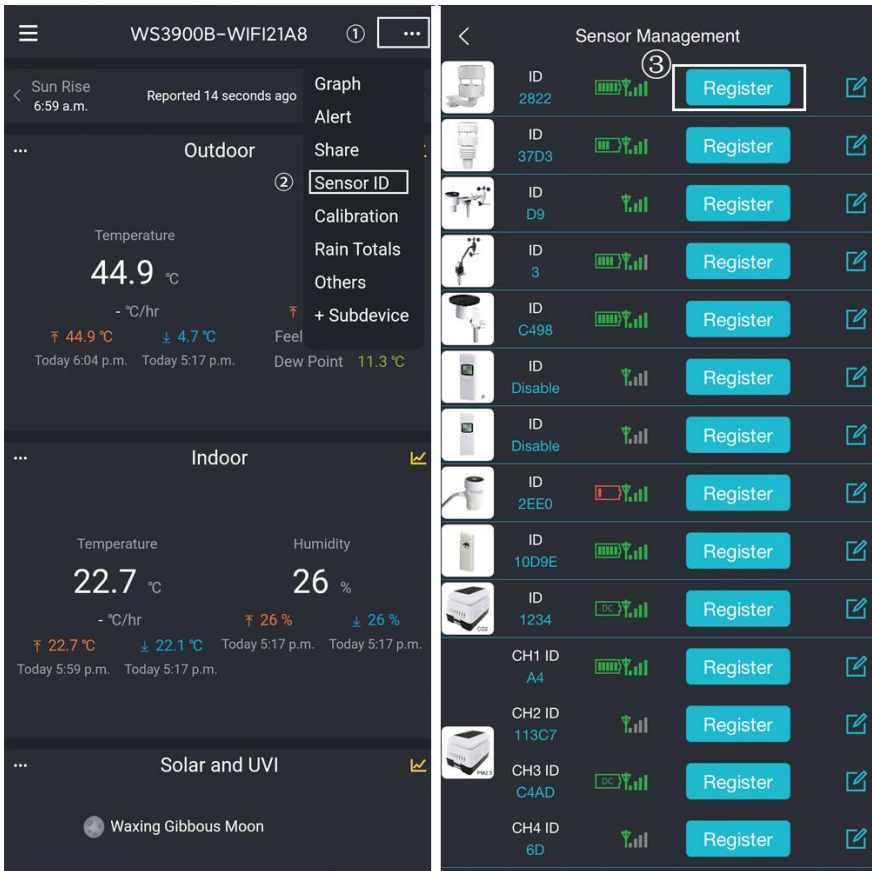 WS3900B-WIFI21A8 ① ...
Sun Rise
6:59 a.m.
Reported 14 seconds ago
Graph
Alert
Share
② Sensor ID
Calibration
Rain Totals
Others
+ Subdevice
Outdoor
Temperature
44.9 ℃
- ℃/hr
44.9 ℃ 4.7 ℃
Today 6:04 p.m. Today 5:17 p.m.
Feel
Dew Point 11.3 ℃
Indoor
Temperature Humidity
22.7 ℃ 26 %
- ℃/hr 26 % 26 %
22.7 ℃ 22.1 ℃ Today 5:17 p.m. Today 5:17 p.m.
Today 5:59 p.m. Today 5:17 p.m.
Solar and UVI
Waxing Gibbous Moon
Sensor Management
③
ID
2822
Register
ID
37D3
Register
ID
D9
Register
ID
3
Register
ID
C498
Register
P
ID
Disable
Register
ID
Disable
Register
ID
2EE0
Register
ID
10D9E
Register
CO2
ID
1234
DC
Register
CH1 ID
A4
Register
CH2 ID
113C7
Register
PM2.5
CH3 ID
C4AD
DC
Register
CH4 ID
6D
Register